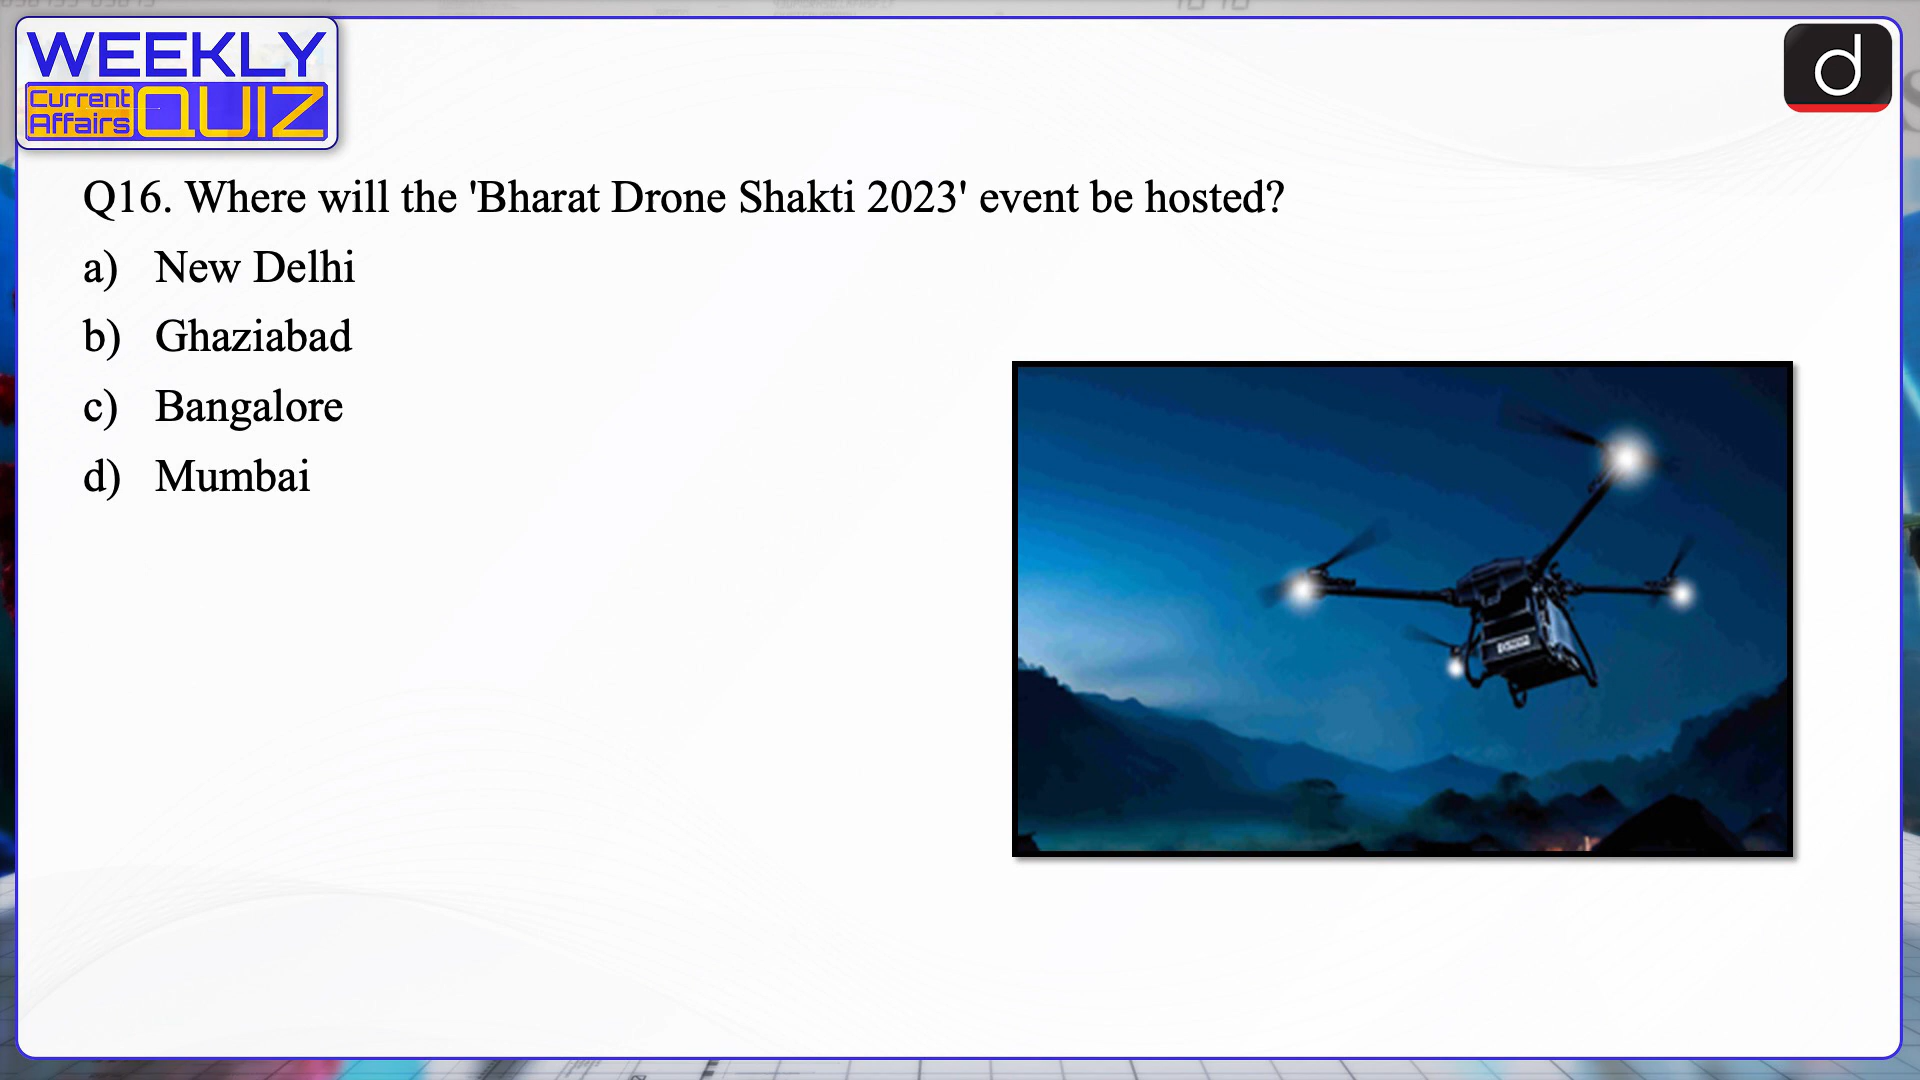 WEEKLY
Current
Affairs
QUIZ
d
Q16. Where will the 'Bharat Drone Shakti 2023' event be hosted?
a) New Delhi
b) Ghaziabad
c) Bangalore
d) Mumbai